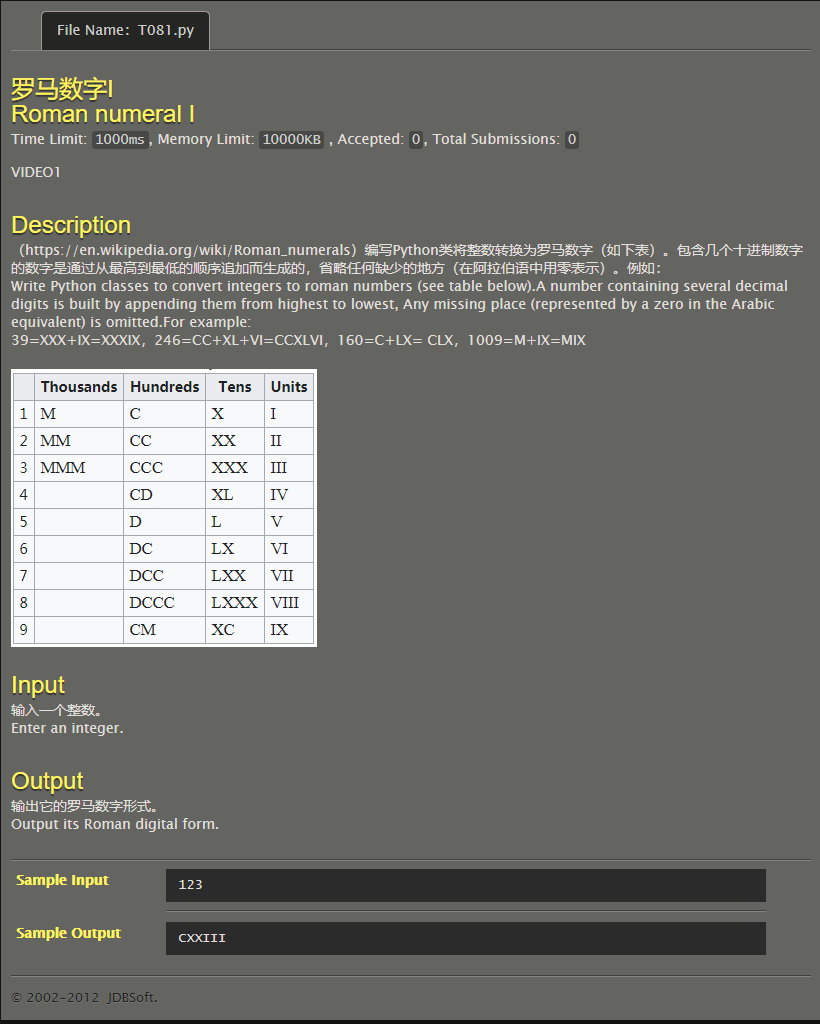 File Name: T081.py
罗马数字I
Roman numeral I
Time Limit: 1000ms, Memory Limit: 10000KB , Accepted: 0, Total Submissions: 0
VIDEO1
Description
（https://en.wikipedia.org/wiki/Roman_numerals）编写Python类将整数转换为罗马数字（如下表）。包含几个十进制数字
的数字是通过从最高到最低的顺序追加而生成的，省略任何缺少的地方（在阿拉伯语中用零表示）。例如：
Write Python classes to convert integers to roman numbers (see table below).A number containing several decimal
digits is built by appending them from highest to lowest, Any missing place (represented by a zero in the Arabic
equivalent) is omitted.For example:
39=XXX+IX=XXXIX，246=CC+XL+VI=CCXLVI，160=C+LX= CLX，1009=M+IX=MIX
Thousands Hundreds Tens Units
1 M C X I
2 MM CC XX II
3 MMM CCC XXX III
4 CD XL IV
5 D L V
6 DC LX VI
7 DCC LXX VII
8 DCCC LXXX VIII
9 CM XC IX
Input
输入一个整数。
Enter an integer.
Output
输出它的罗马数字形式。
Output its Roman digital form.
Sample Input
123
Sample Output
CXXIII
© 2002-2012 JDBSoft.